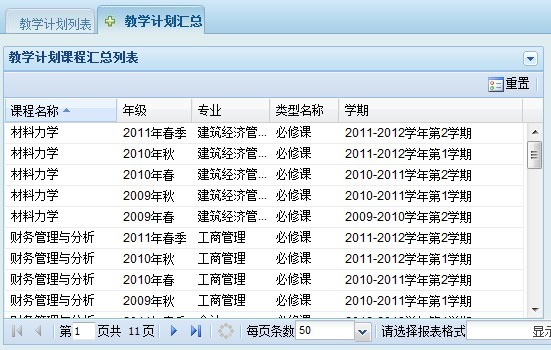 教学计划列表 教学计划汇总
教学计划课程汇总列表
重置
课程名称 年级 专业 类型名称 学期
材料力学 2011年春季 建筑经济管... 必修课 2011-2012学年第2学期
材料力学 2010年秋 建筑经济管... 必修课 2011-2012学年第1学期
材料力学 2010年春 建筑经济管... 必修课 2010-2011学年第2学期
材料力学 2009年秋 建筑经济管... 必修课 2010-2011学年第1学期
材料力学 2009年春 建筑经济管... 必修课 2009-2010学年第2学期
财务管理与分析 2011年春季 工商管理 必修课 2011-2012学年第2学期
财务管理与分析 2010年秋 工商管理 必修课 2011-2012学年第1学期
财务管理与分析 2010年春 工商管理 必修课 2010-2011学年第2学期
财务管理与分析 2009年秋 工商管理 必修课 2010-2011学年第1学期
第 1 页共 11 页 每页条数 50 请选择报表格式 显示